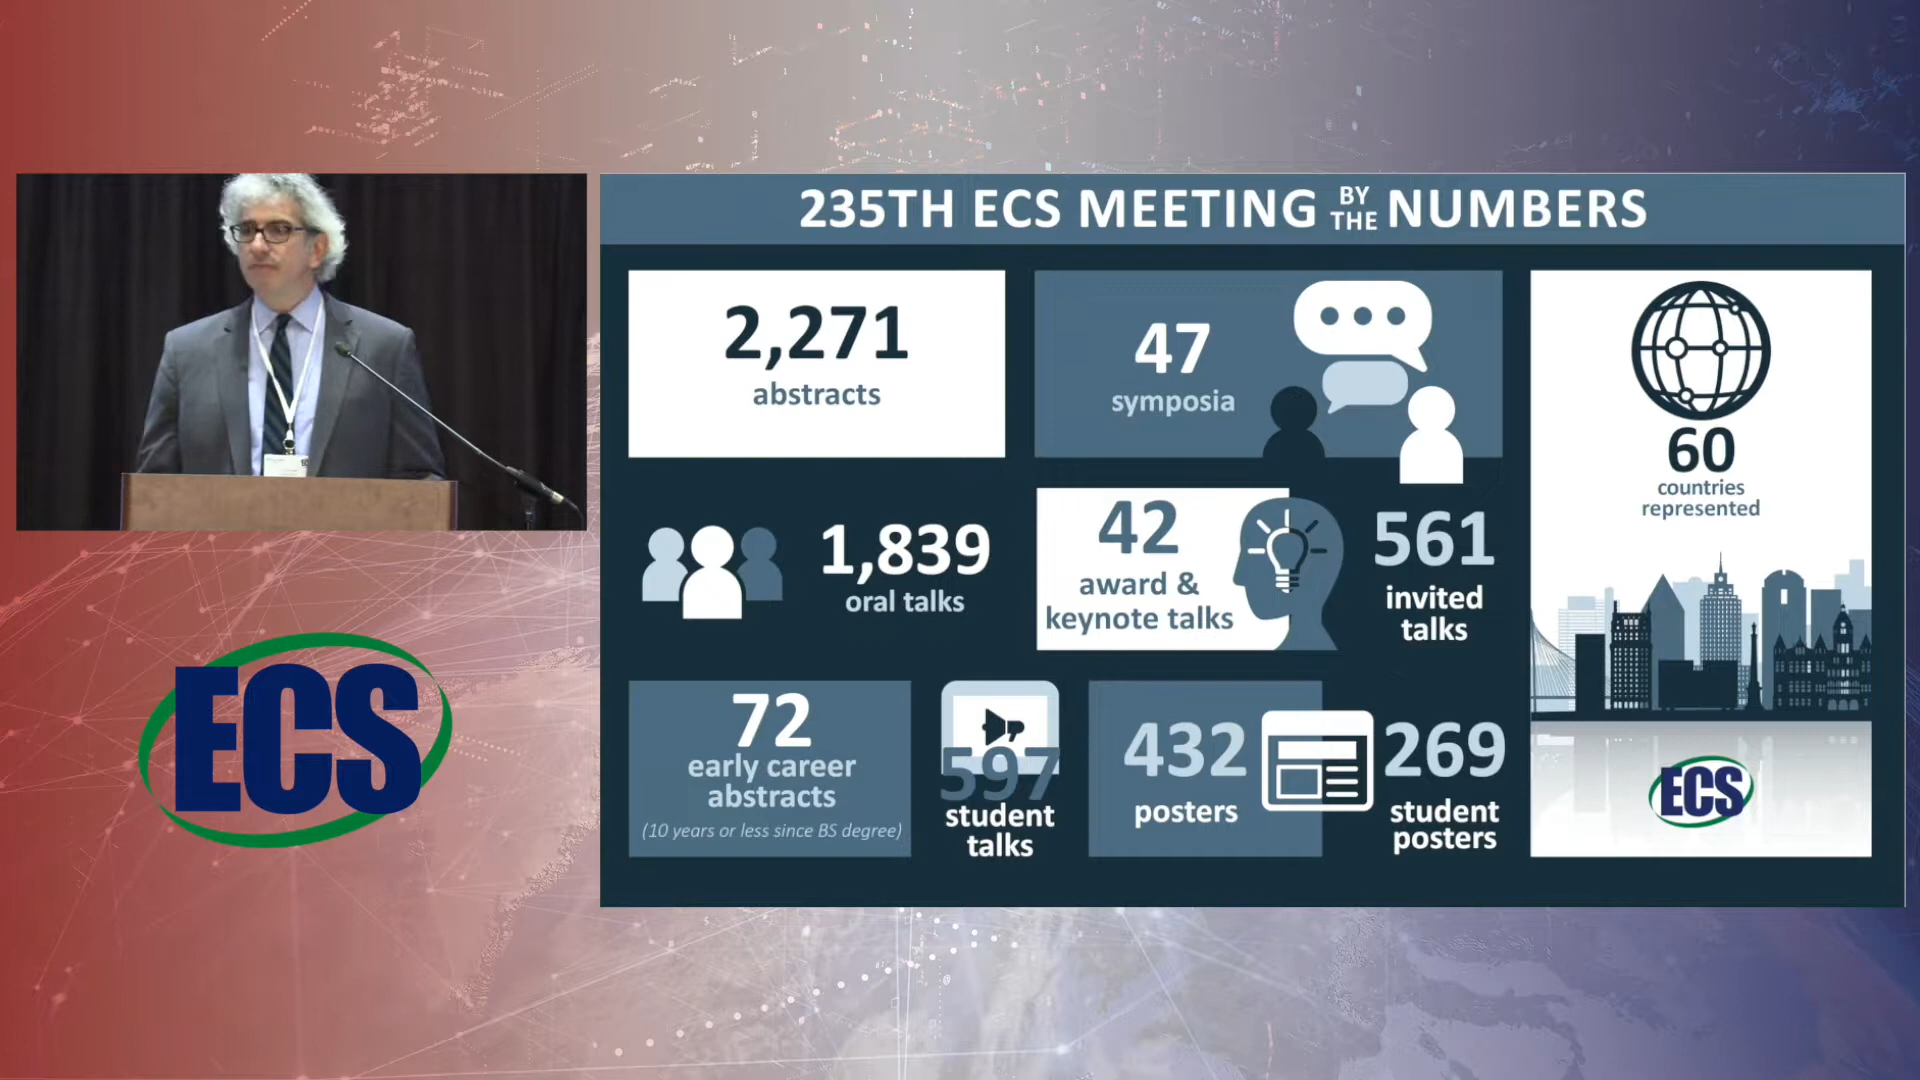 235TH ECS MEETING BY THE NUMBERS
2,271
abstracts
47
symposia
60
countries
represented
1,839
oral talks
42
award &
keynote talks
561
invited
talks
72
early career
abstracts
(10 years or less since BS degree)
597
student
talks
432
posters
269
student
posters
ECS
ECS